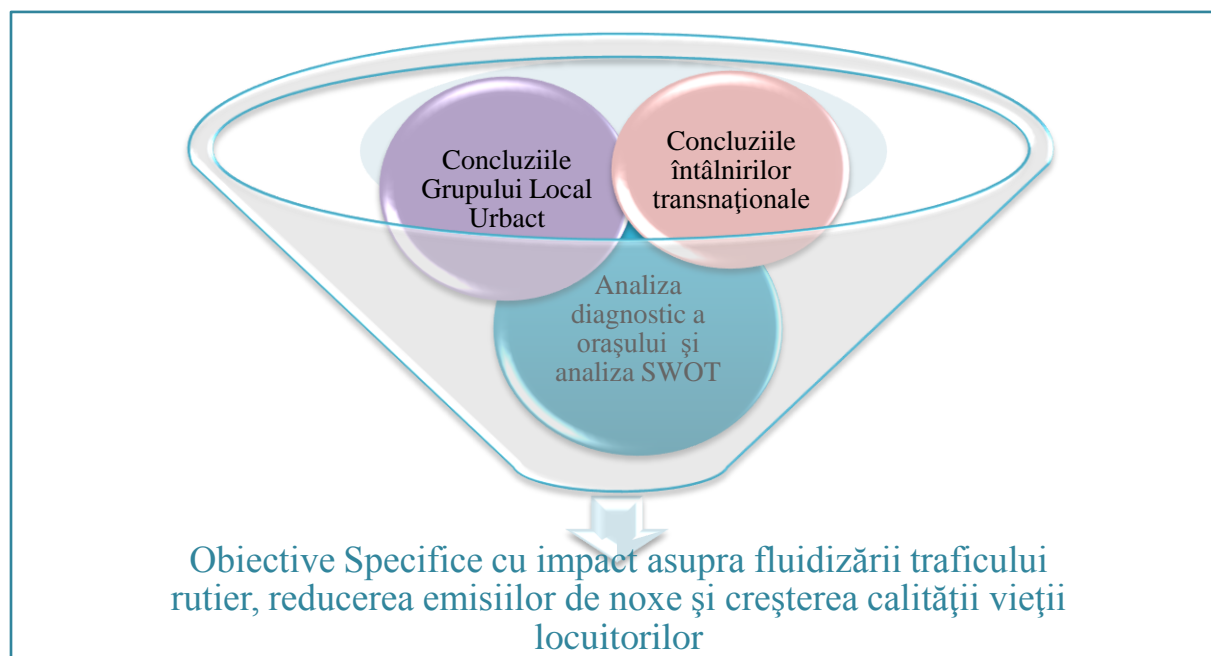 Concluziile
Grupului Local
Urbact
Concluziile
întâlnirilor
transnaţionale
Analiza
diagnostic a
oraşului şi
analiza SWOT
Obiective Specifice cu impact asupra fluidizării traficului
rutier, reducerea emisiilor de noxe şi creşterea calităţii vieţii
locuitorilor